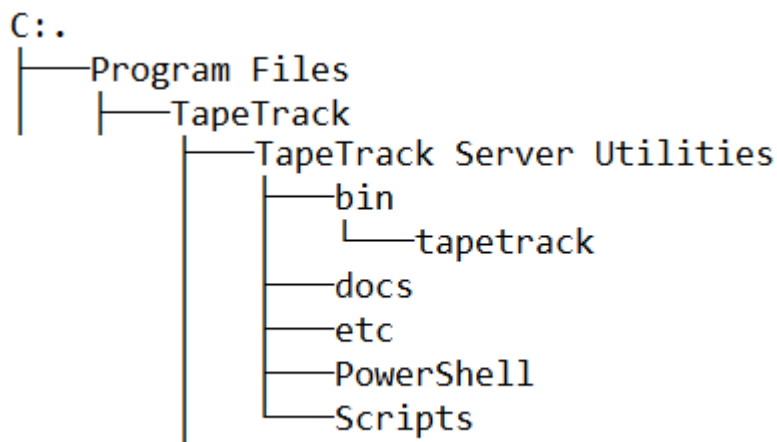 C:.
Program Files
TapeTrack
TapeTrack Server Utilities
bin
tapetrack
docs
etc
PowerShell
Scripts